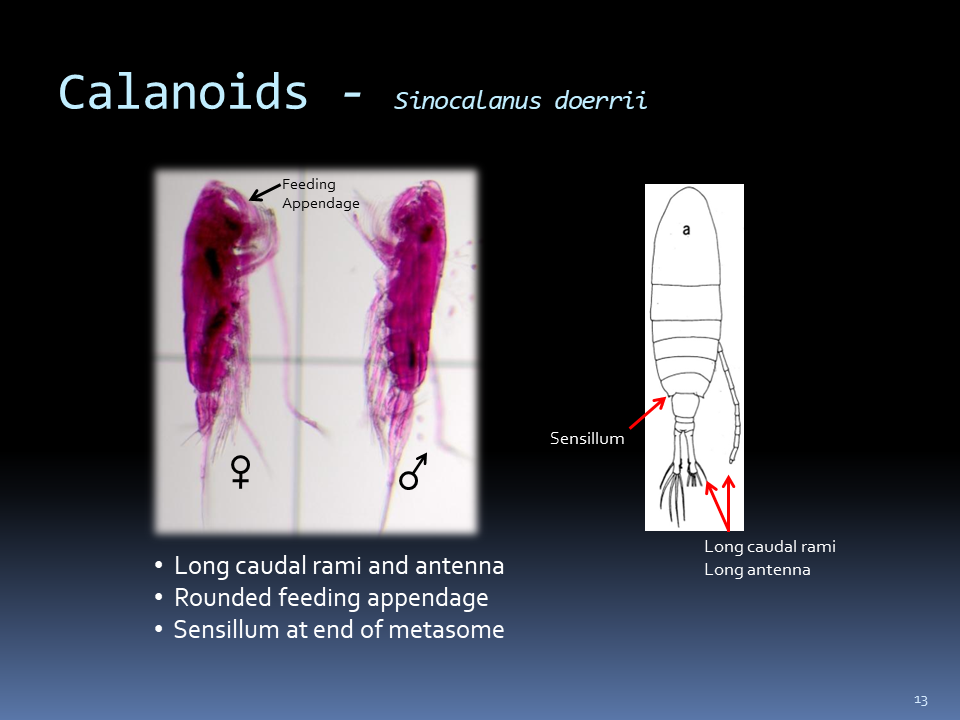 Calanoids - Sinocalanus doerrii
Feeding
Appendage
a
Sensillum
♀
♂
Long caudal rami
Long antenna
• Long caudal rami and antenna
• Rounded feeding appendage
• Sensillum at end of metasome
13